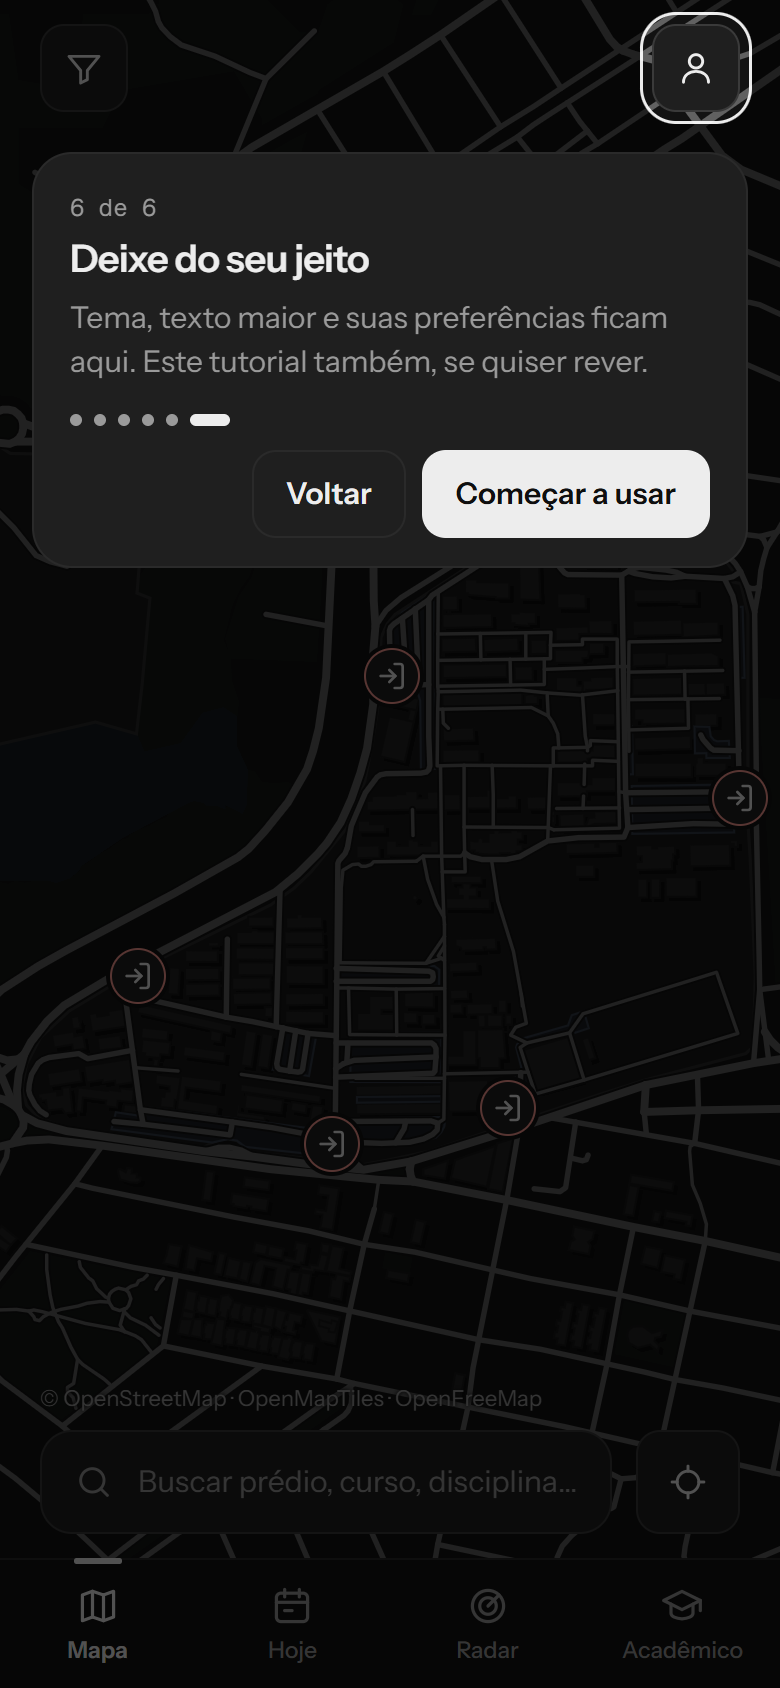 6 de 6
Deixe do seu jeito
Tema, texto maior e suas preferências ficam
aqui. Este tutorial também, se quiser rever.
Voltar
Começar a usar
© OpenStreetMap · OpenMapTiles · OpenFreeMap
Buscar prédio, curso, disciplina...
Mapa
Hoje
Radar
Acadêmico